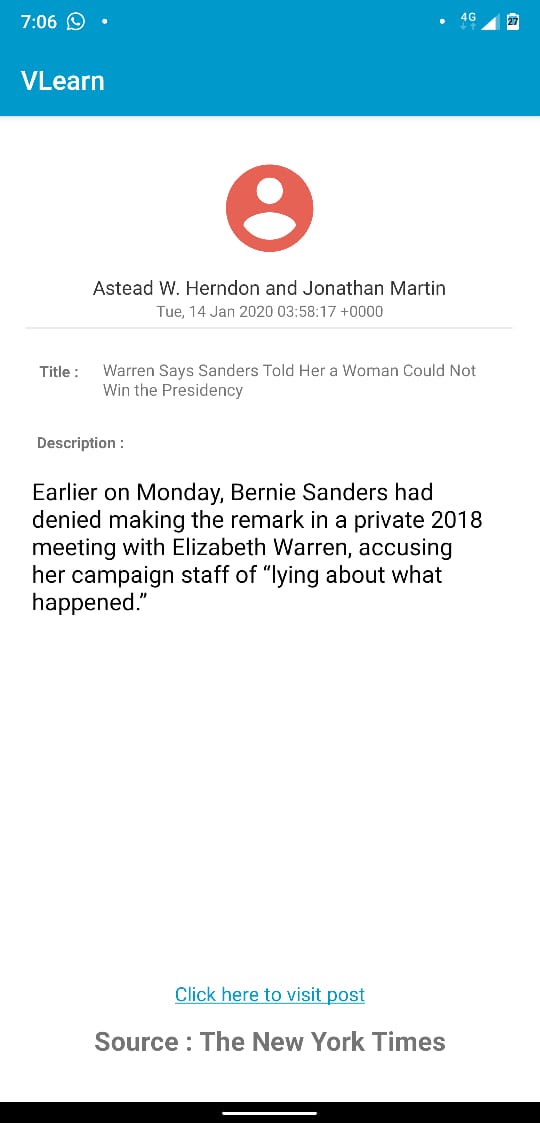 7:06
4G
27
VLearn
Astead W. Herndon and Jonathan Martin
Tue, 14 Jan 2020 03:58:17 +0000
Title : Warren Says Sanders Told Her a Woman Could Not
Win the Presidency
Description :
Earlier on Monday, Bernie Sanders had
denied making the remark in a private 2018
meeting with Elizabeth Warren, accusing
her campaign staff of “lying about what
happened.”
Click here to visit post
Source : The New York Times